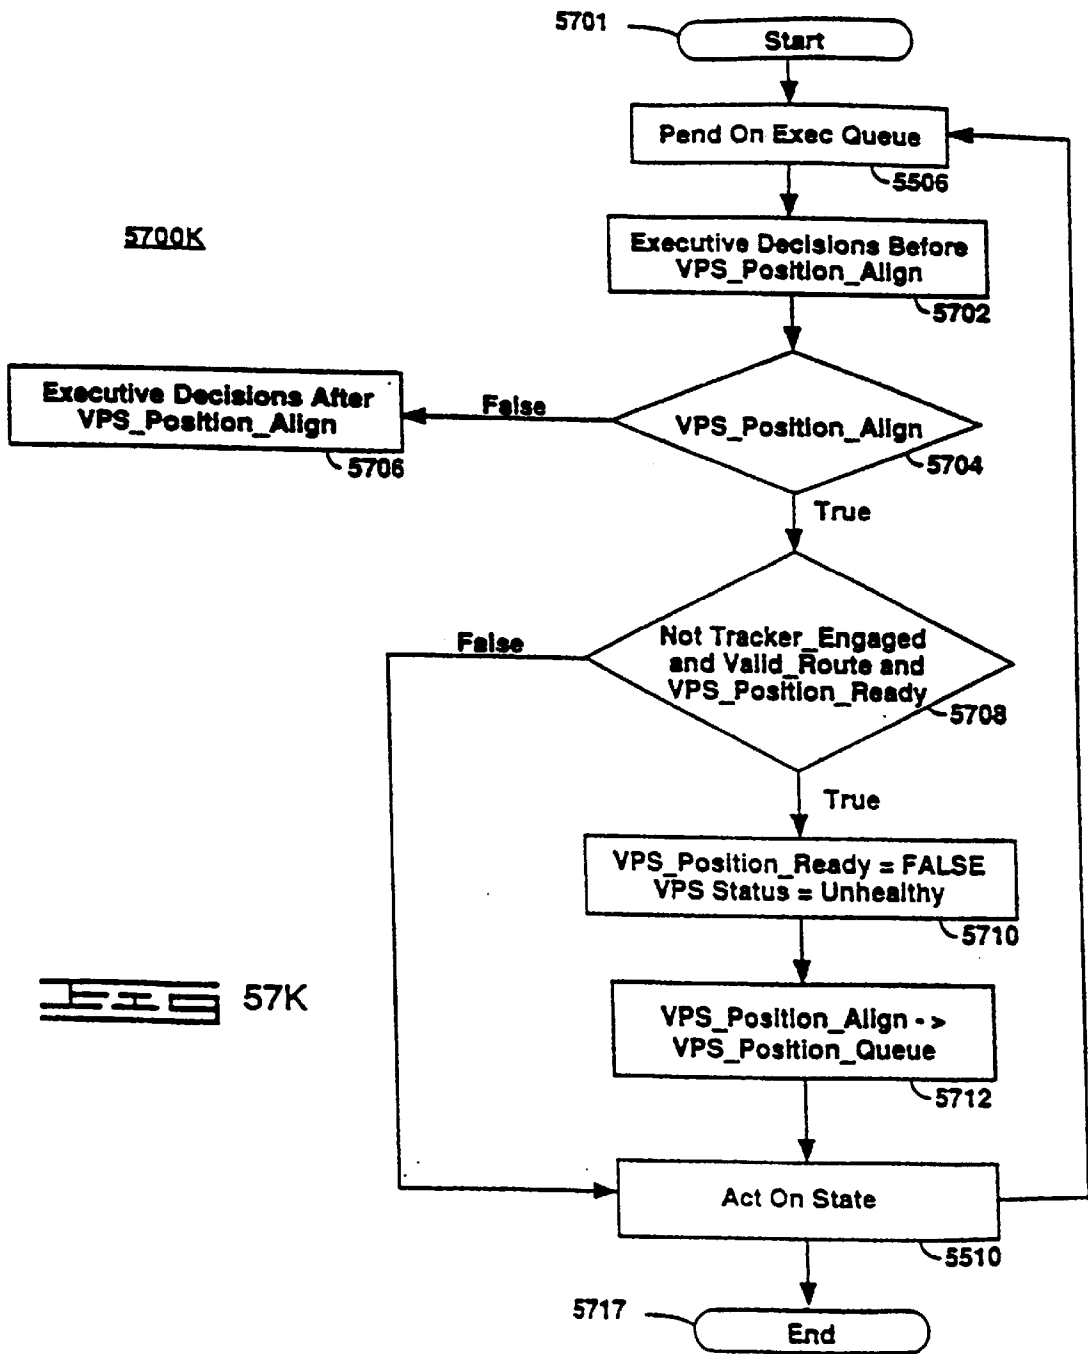 5701
Start
Pend On Exec Queue
5506
5700K
Executive Decisions Before
VPS_Position_Align
5702
Executive Decisions After
VPS_Position_Align
5706
False
VPS_Position_Align
5704
True
False
Not Tracker_Engaged
and Valid_Route and
VPS_Position_Ready
5708
True
VPS_Position_Ready = FALSE
VPS Status = Unhealthy
5710
57K
VPS_Position_Align - >
VPS_Position_Queue
5712
Act On State
5510
5717
End